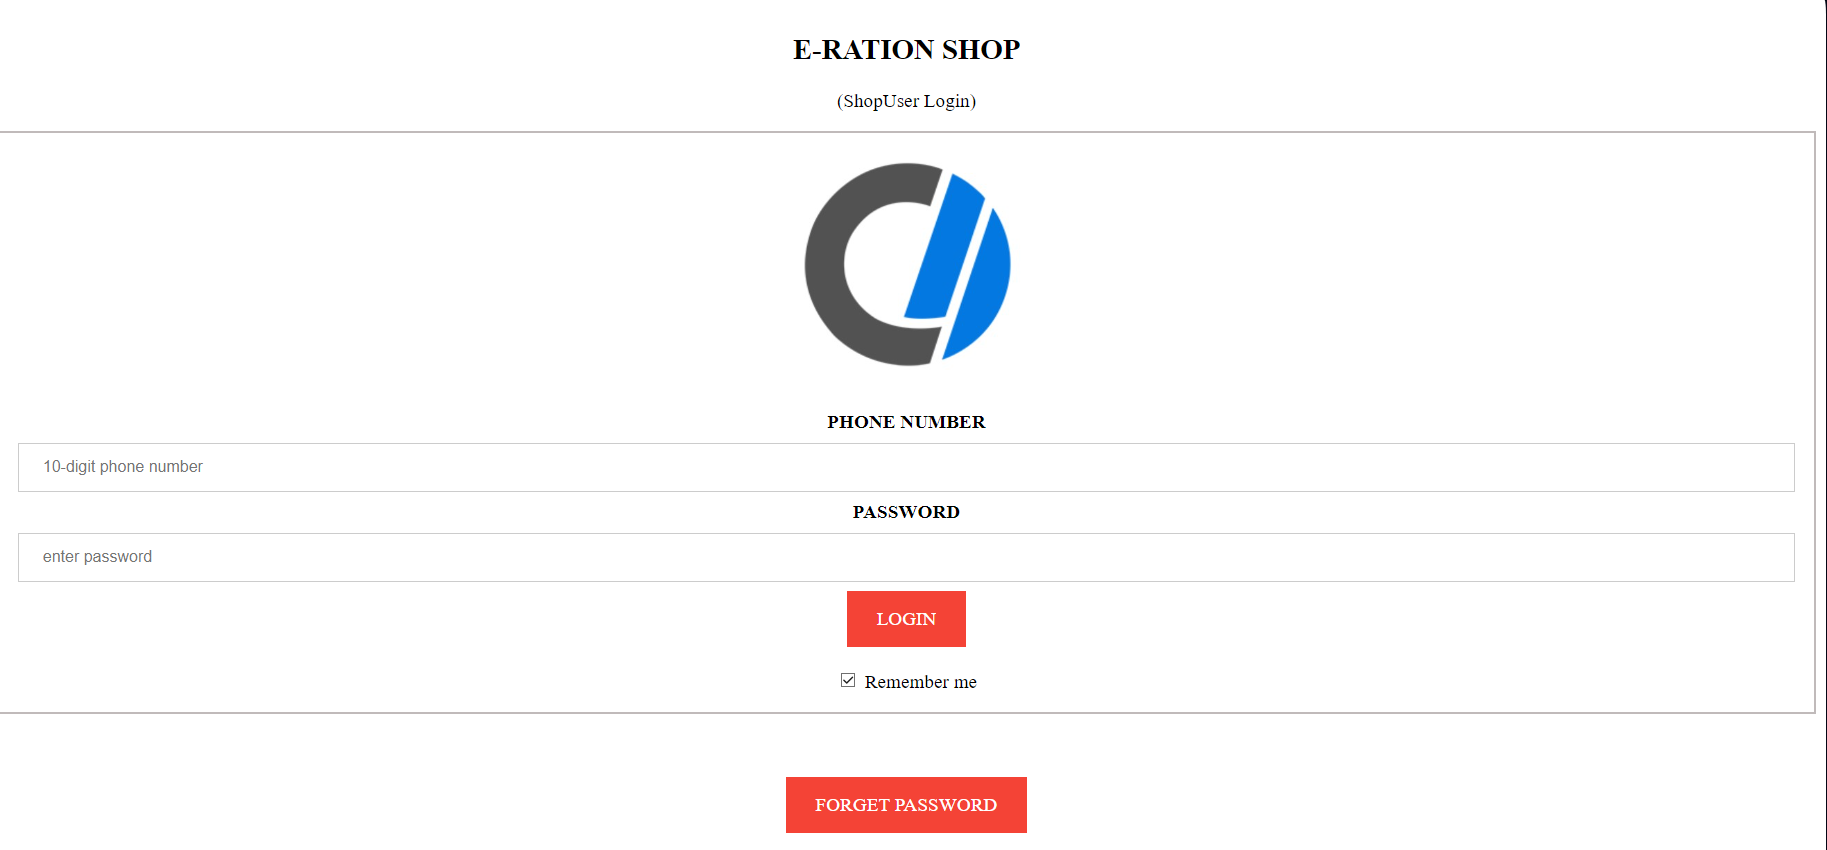 E-RATION SHOP
(ShopUser Login)
PHONE NUMBER
10-digit phone number
PASSWORD
enter password
LOGIN
Remember me
FORGET PASSWORD